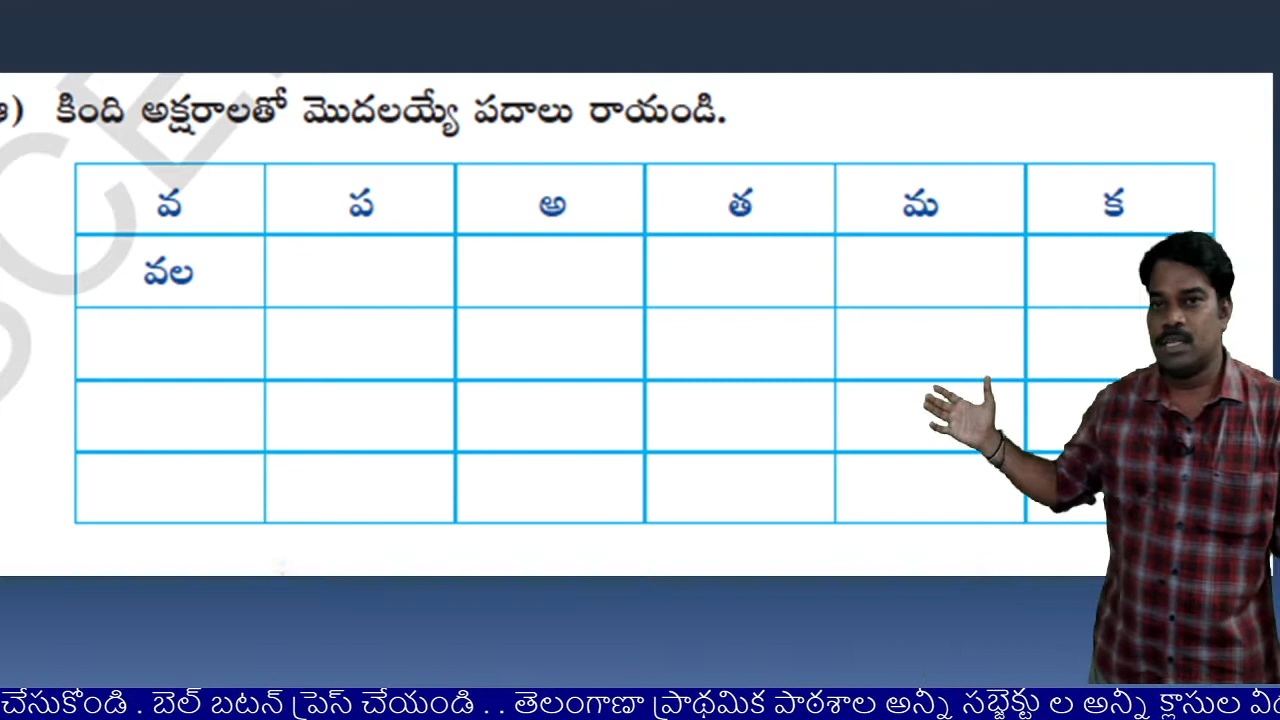 ఆ) కింది అక్షరాలతో మొదలయ్యే పదాలు రాయండి.
వ ప అ త మ క
వల
చేసుకోండి . బెల్ బటన్ ప్రెస్ చేయండి . . తెలంగాణా ప్రాథమిక పాఠశాల అన్నీ సబ్జెక్టు ల అన్నీ క్లాసుల